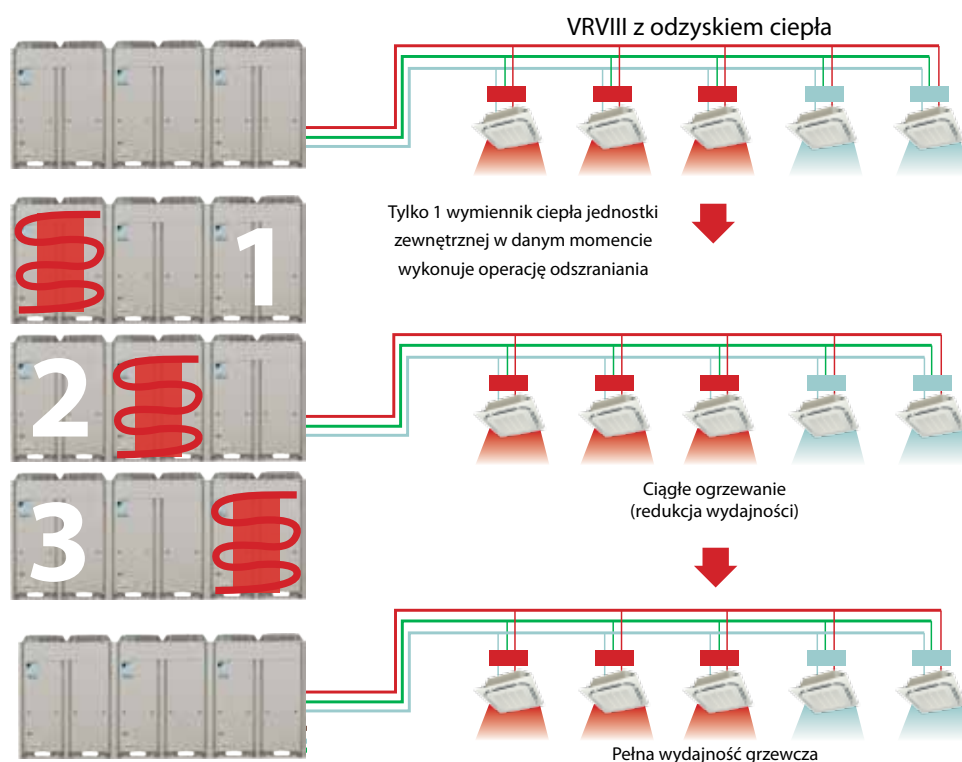 VRVIII z odzyskiem ciepła
Tylko 1 wymiennik ciepła jednostki
zewnętrznej w danym momencie
wykonuje operację odszraniania
1
2
3
Ciągłe ogrzewanie
(redukcja wydajności)
Pełna wydajność grzewcza